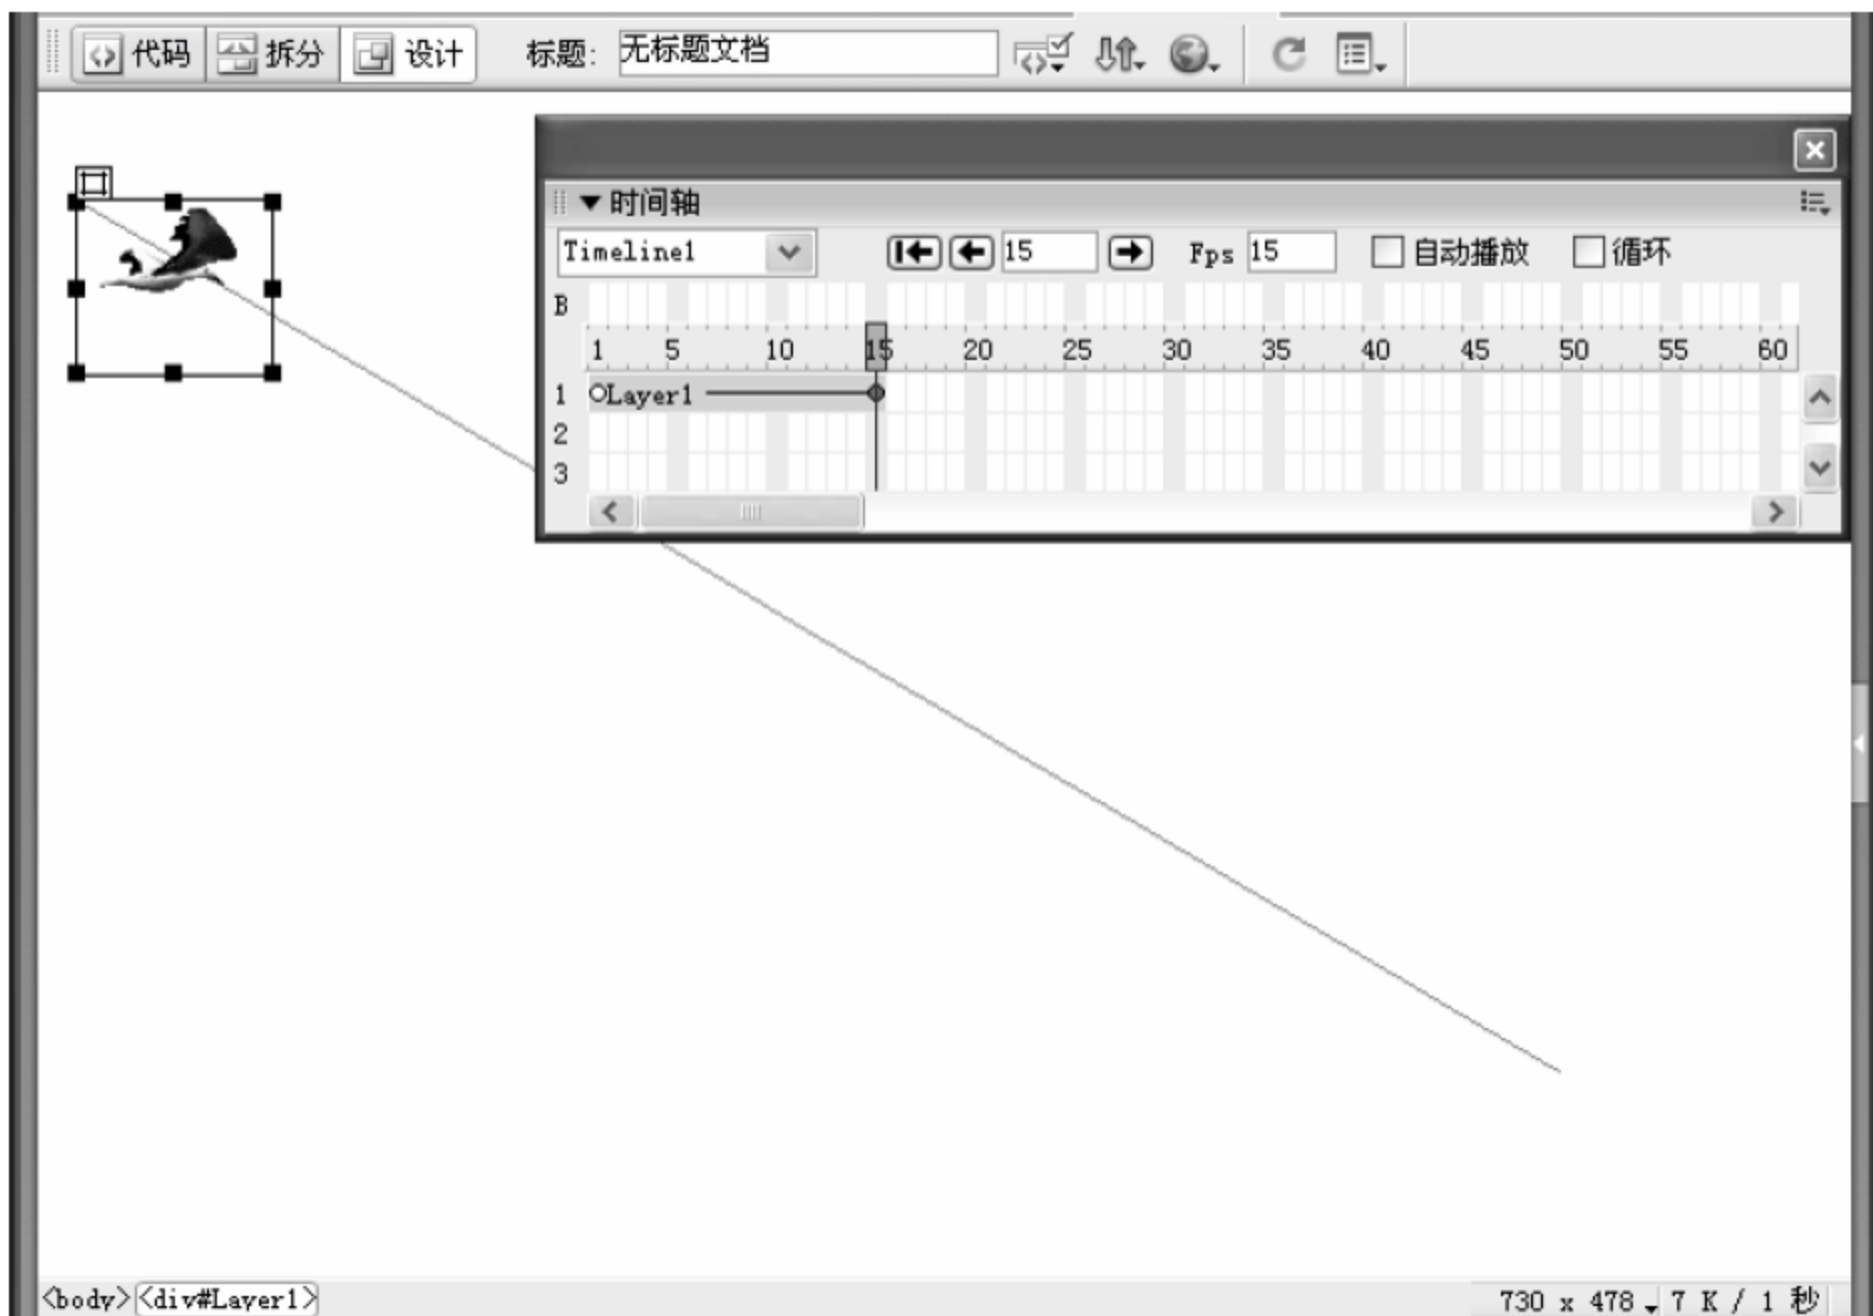 代码 拆分 设计 标题: 无标题文档
时间轴
Timeline1 15 Fps 15 自动播放 循环
B
1 5 10 15 20 25 30 35 40 45 50 55 60
1 Layer1
2
3
<body> <div#Layer1> 730 x 478 7 K / 1 秒